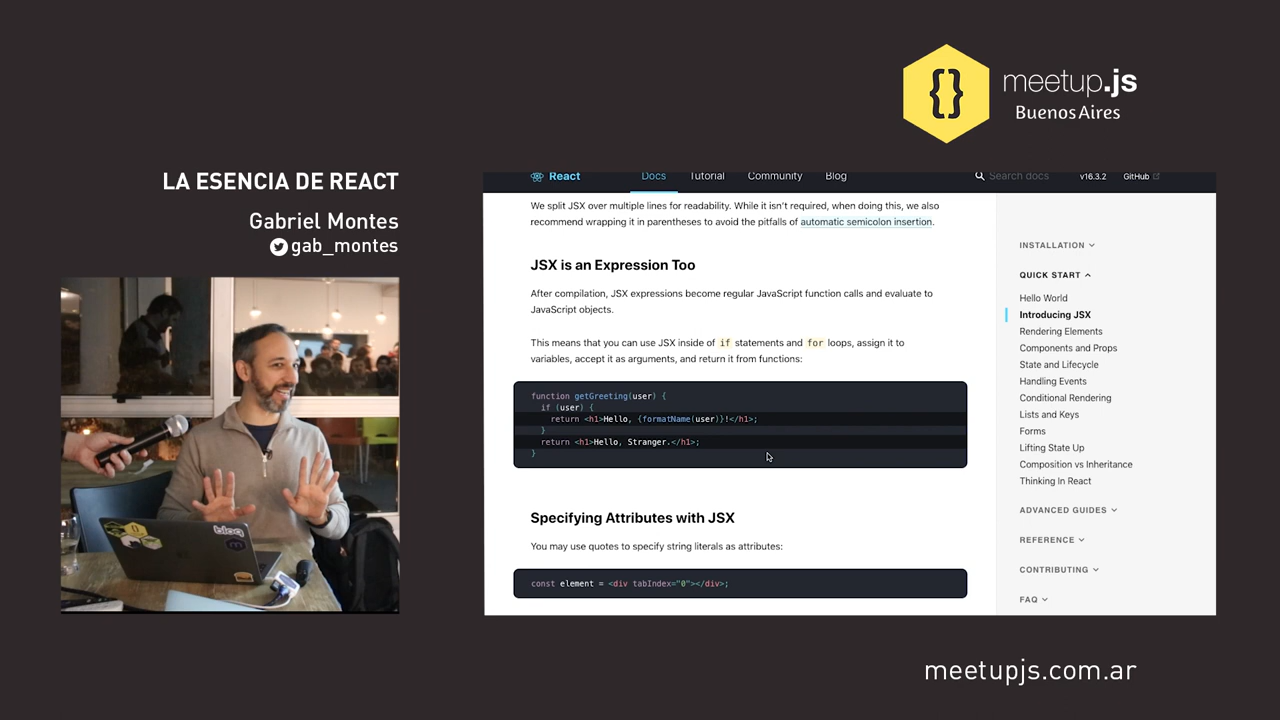 {}
meetup.js
Buenos Aires
LA ESENCIA DE REACT
Gabriel Montes
gab_montes
blog
React
Docs
Tutorial
Community
Blog
Search docs
v16.3.2
GitHub
We split JSX over multiple lines for readability. While it isn't required, when doing this, we also
recommend wrapping it in parentheses to avoid the pitfalls of automatic semicolon insertion.
JSX is an Expression Too
After compilation, JSX expressions become regular JavaScript function calls and evaluate to
JavaScript objects.
This means that you can use JSX inside of if statements and for loops, assign it to
variables, accept it as arguments, and return it from functions:
function getGreeting(user) {
if (user) {
return <h1>Hello, {formatName(user)}!</h1>;
}
return <h1>Hello, Stranger.</h1>;
}
Specifying Attributes with JSX
You may use quotes to specify string literals as attributes:
const element = <div tabIndex="0"></div>;
INSTALLATION
QUICK START
Hello World
Introducing JSX
Rendering Elements
Components and Props
State and Lifecycle
Handling Events
Conditional Rendering
Lists and Keys
Forms
Lifting State Up
Composition vs Inheritance
Thinking In React
ADVANCED GUIDES
REFERENCE
CONTRIBUTING
FAQ
meetupjs.com.ar